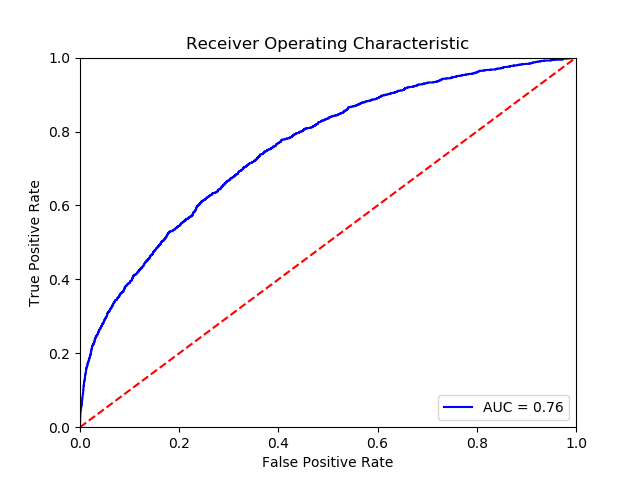 Receiver Operating Characteristic
1.0
0.8
0.6
0.4
0.2
0.0
True Positive Rate
AUC = 0.76
0.0 0.2 0.4 0.6 0.8 1.0
False Positive Rate